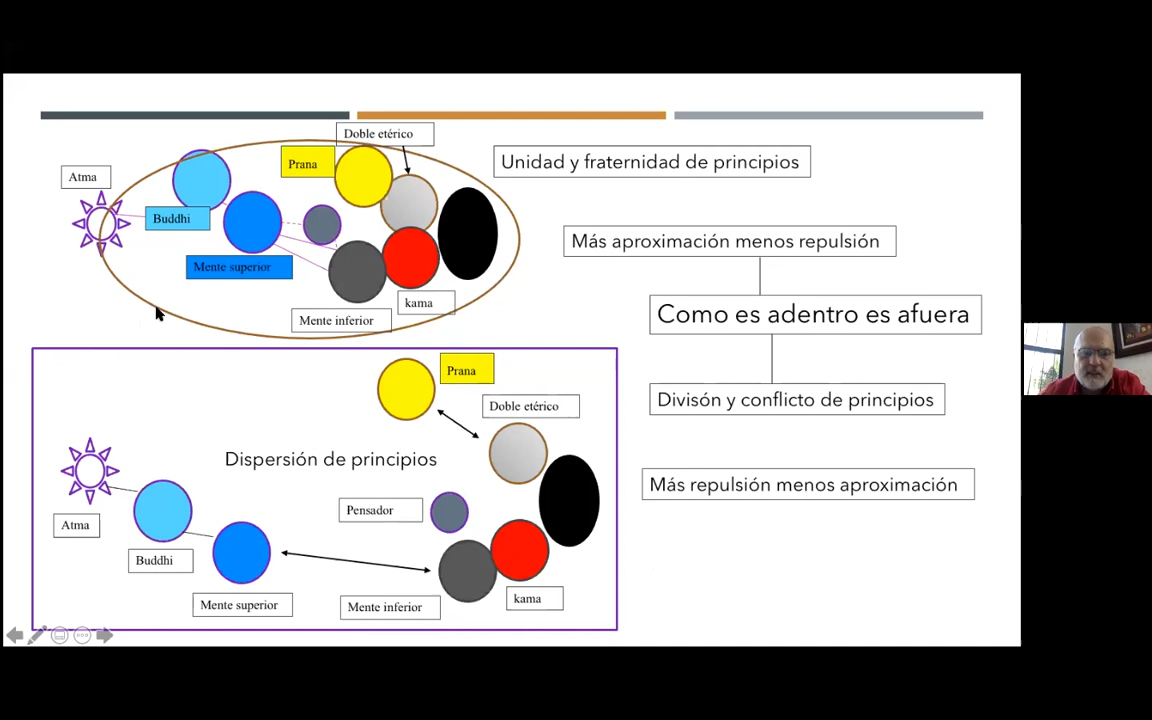 Doble etérico
Prana
Atma
Buddhi
Mente superior
kama
Mente inferior
Unidad y fraternidad de principios
Más aproximación menos repulsión
Como es adentro es afuera
Divisón y conflicto de principios
Más repulsión menos aproximación
Prana
Doble etérico
Dispersión de principios
Pensador
Atma
Buddhi
Mente superior
Mente inferior
kama